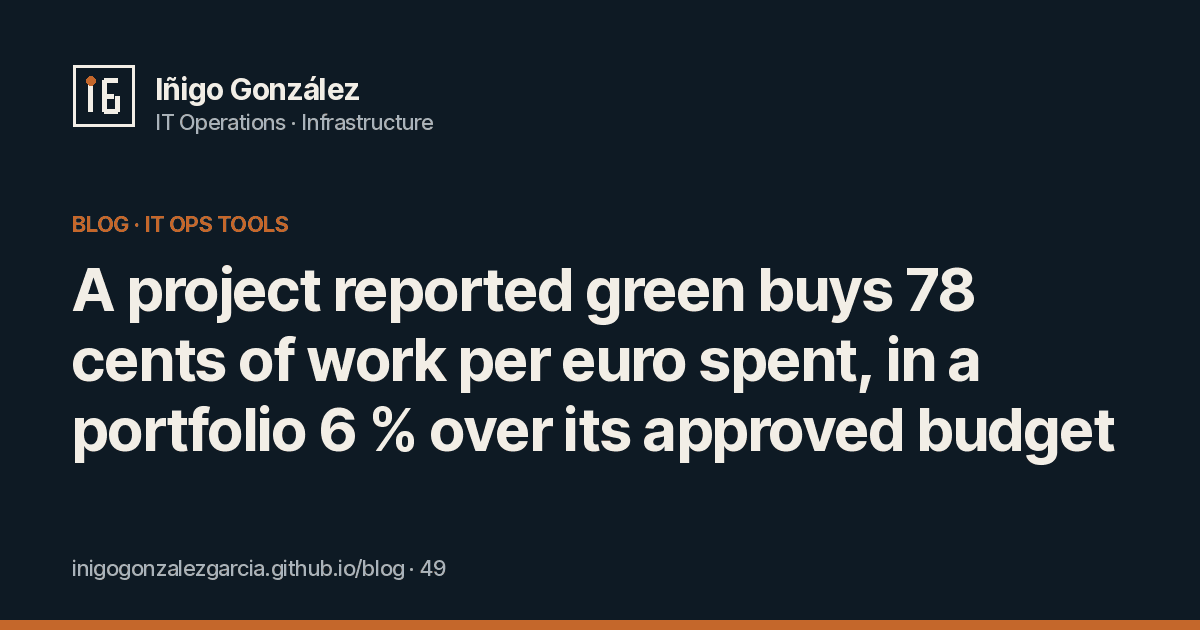 iG
Iñigo González
IT Operations · Infrastructure
BLOG · IT OPS TOOLS
A project reported green buys 78
cents of work per euro spent, in a
portfolio 6 % over its approved budget
inigogonzalezgarcia.github.io/blog · 49